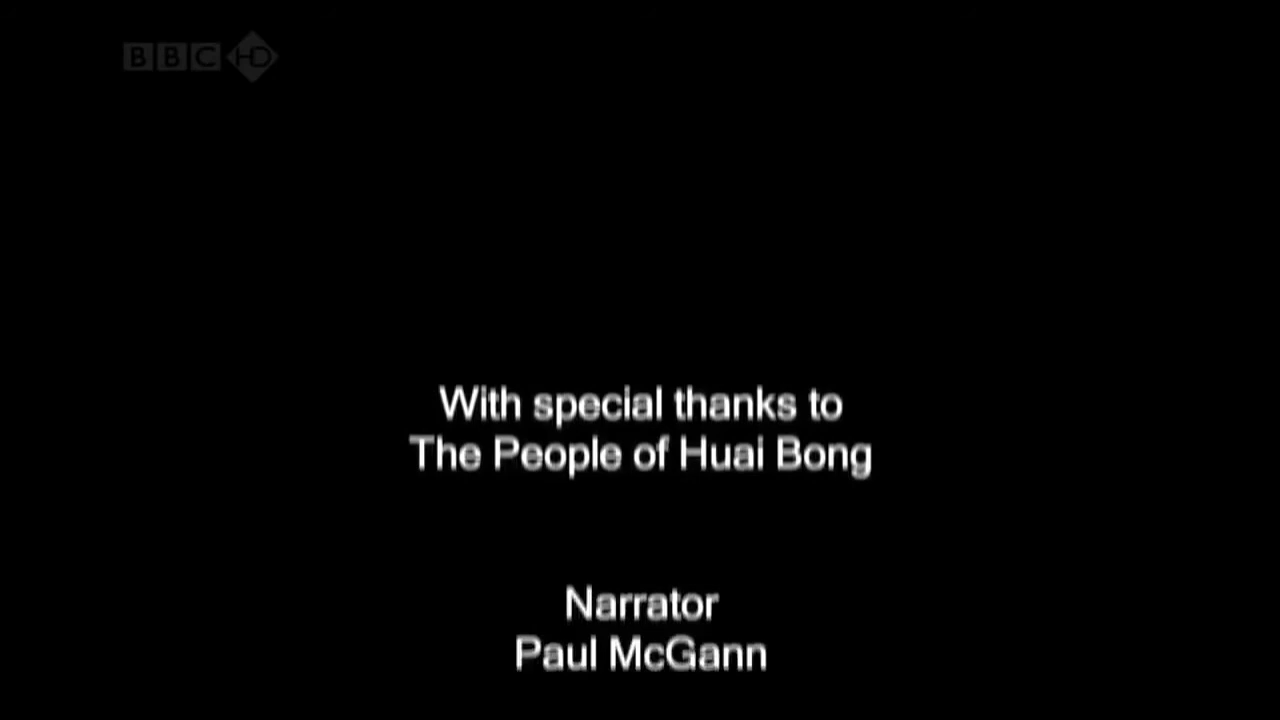 BBC HD
With special thanks to
The People of Huai Bong
Narrator
Paul McGann